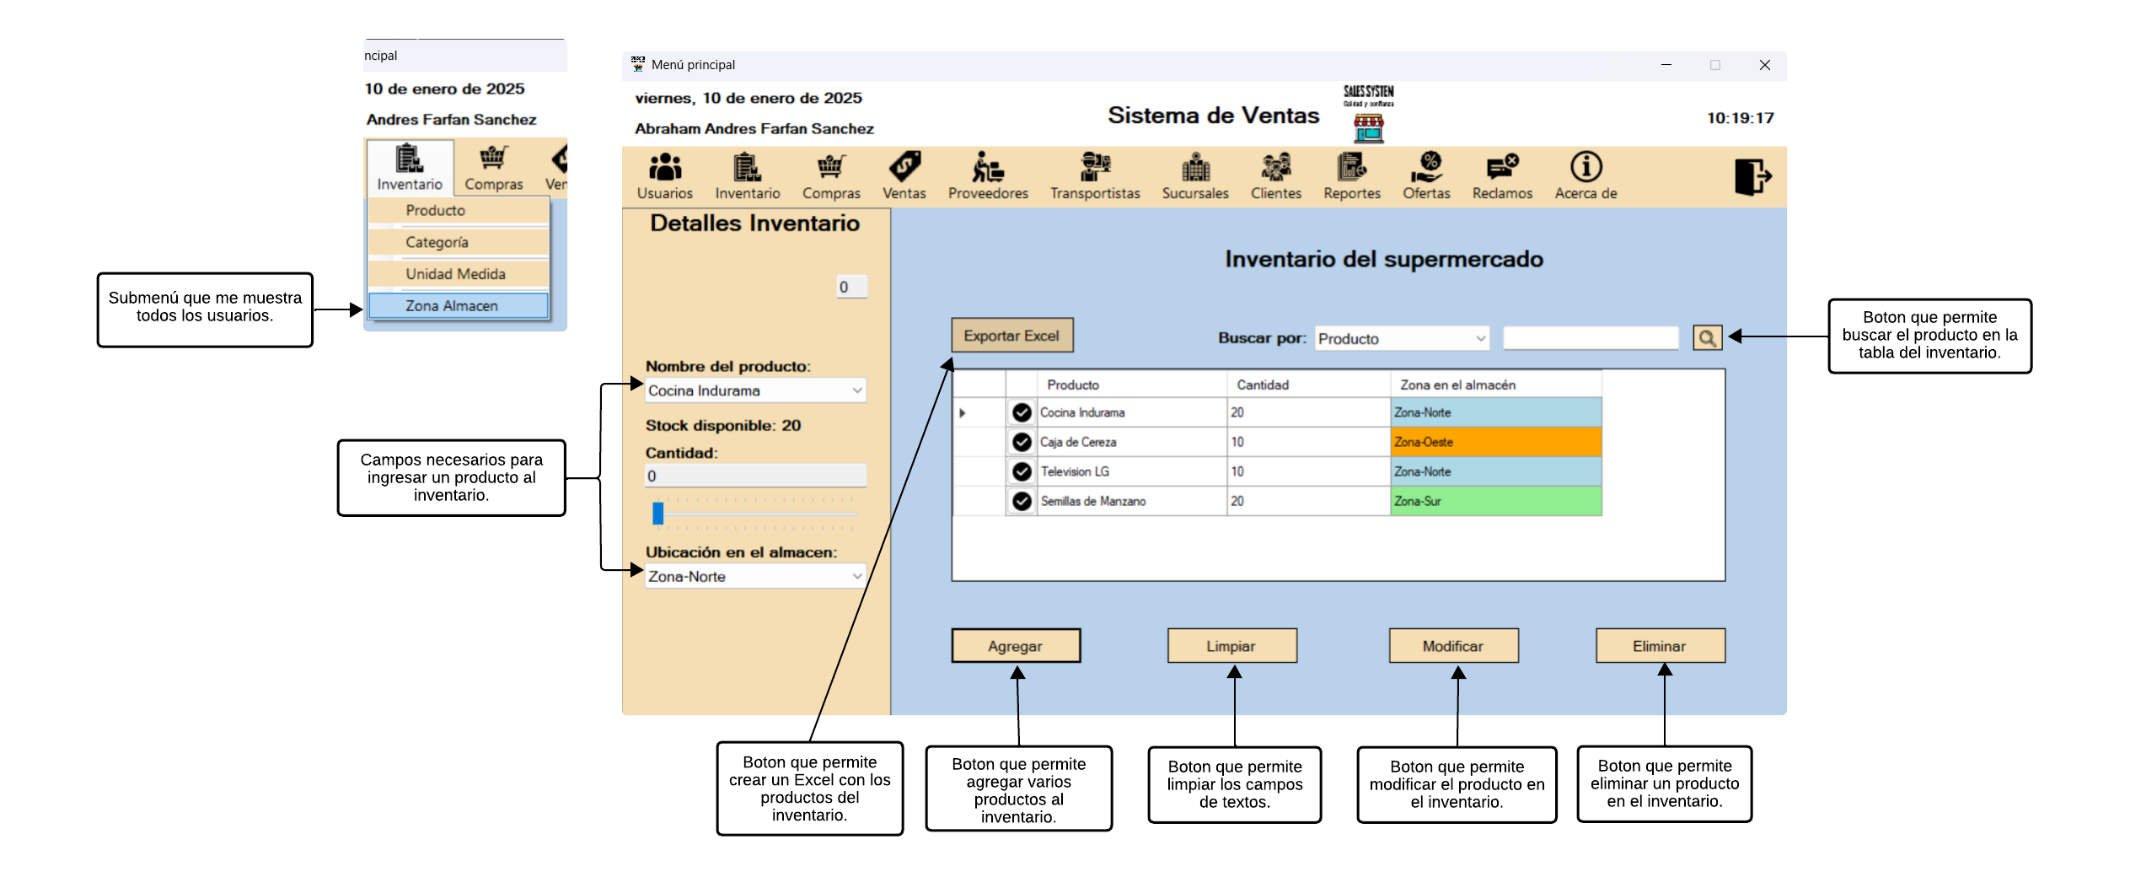 ncipal
10 de enero de 2025
Andres Farfan Sanchez
Inventario
Compras
Ven
Producto
Categoría
Unidad Medida
Zona Almacen
Submenú que me muestra
todos los usuarios.
Menú principal
viernes, 10 de enero de 2025
Abraham Andres Farfan Sanchez
Sistema de Ventas
SALES SYSTEN
Calidad y confianza
10:19:17
Usuarios
Inventario
Compras
Ventas
Proveedores
Transportistas
Sucursales
Clientes
Reportes
Ofertas
Reclamos
Acerca de
Detalles Inventario
0
Nombre del producto:
Cocina Indurama
Stock disponible: 20
Cantidad:
0
Ubicación en el almacen:
Zona-Norte
Campos necesarios para
ingresar un producto al
inventario.
Inventario del supermercado
Exportar Excel
Buscar por: Producto
Producto Cantidad Zona en el almacén
Cocina Indurama 20 Zona-Norte
Caja de Cereza 10 Zona-Oeste
Television LG 10 Zona-Norte
Semillas de Manzano 20 Zona-Sur
Boton que permite
buscar el producto en la
tabla del inventario.
Agregar
Limpiar
Modificar
Eliminar
Boton que permite
crear un Excel con los
productos del
inventario.
Boton que permite
agregar varios
productos al
inventario.
Boton que permite
limpiar los campos
de textos.
Boton que permite
modificar el producto en
el inventario.
Boton que permite
eliminar un producto
en el inventario.